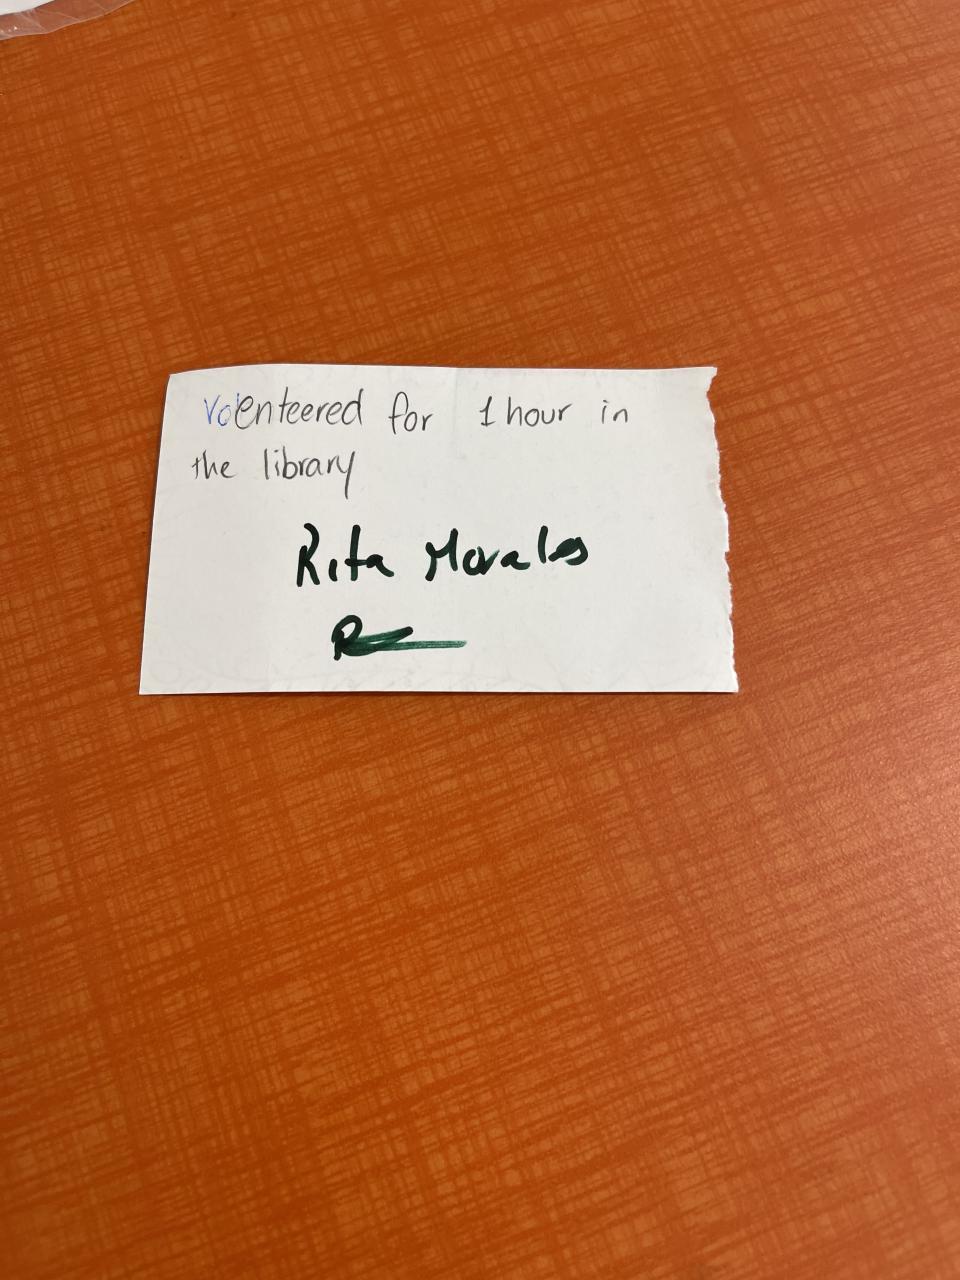 volenteered for 1 hour in
the library
Rita Morales